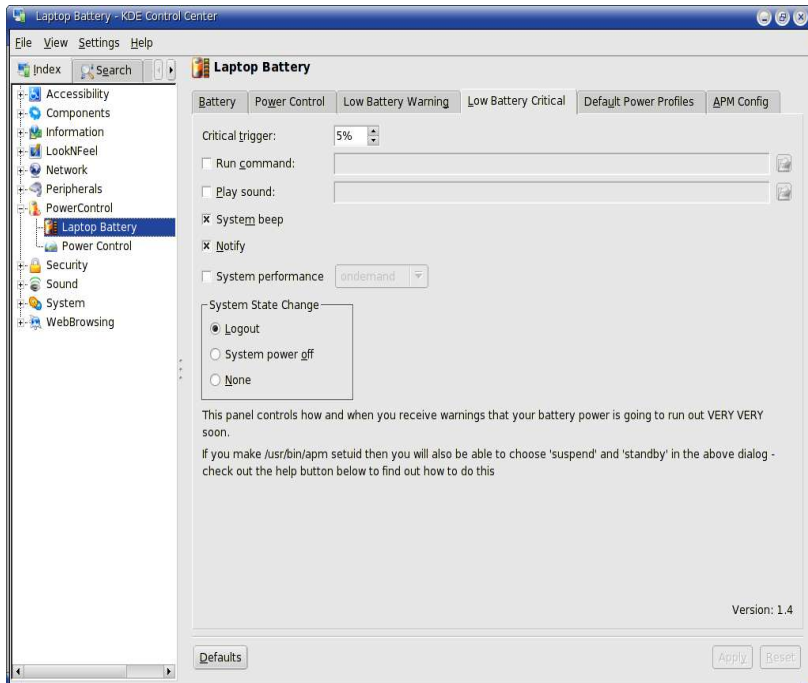 Laptop Battery - KDE Control Center
File View Settings Help
Index Search
Accessibility
Components
Information
LookNFeel
Network
Peripherals
PowerControl
Laptop Battery
Power Control
Security
Sound
System
WebBrowsing
Laptop Battery
Battery Power Control Low Battery Warning Low Battery Critical Default Power Profiles APM Config
Critical trigger: 5%
Run command:
Play sound:
System beep
Notify
System performance ondemand
System State Change
Logout
System power off
None
This panel controls how and when you receive warnings that your battery power is going to run out VERY VERY
soon.
If you make /usr/bin/apm setuid then you will also be able to choose 'suspend' and 'standby' in the above dialog -
check out the help button below to find out how to do this
Version: 1.4
Defaults Apply Reset